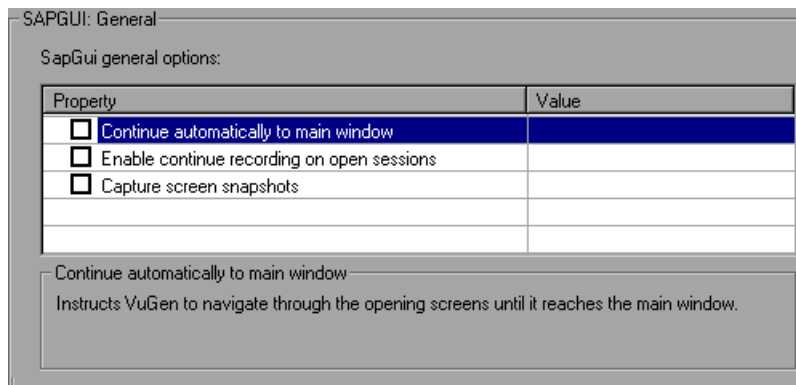 SAPGUI: General
SapGui general options:
Property Value
Continue automatically to main window
Enable continue recording on open sessions
Capture screen snapshots
Continue automatically to main window
Instructs VuGen to navigate through the opening screens until it reaches the main window.